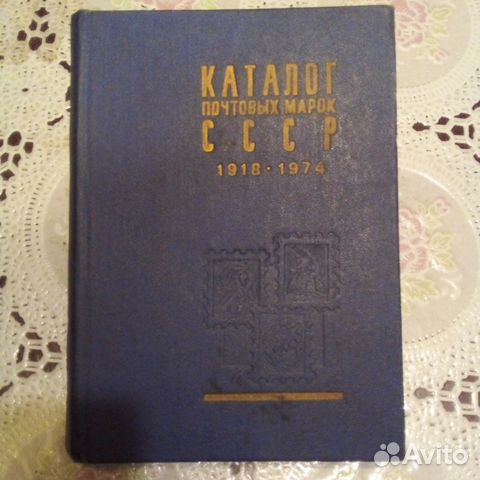 КАТАЛОГ
ПОЧТОВЫХ МАРОК
СССР
1918 · 1974
Avito